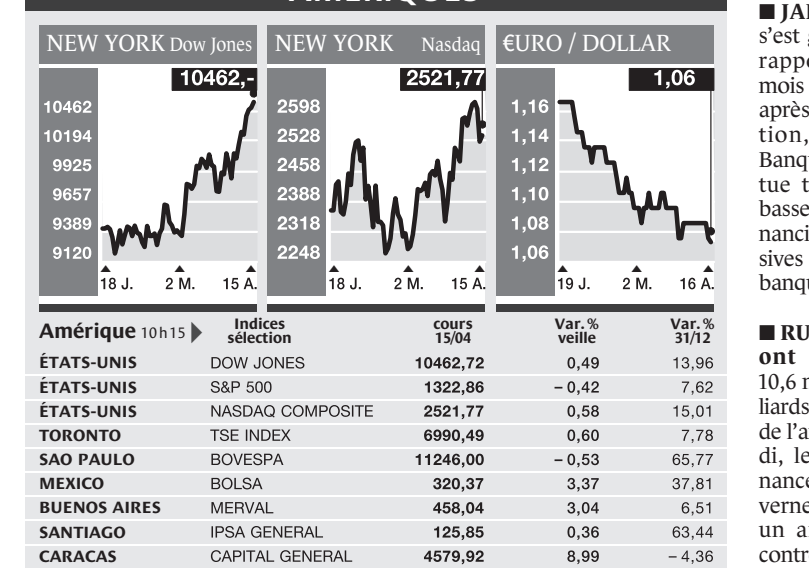 AMÉRIQUES
NEW YORK Dow Jones
10462,-
10462
10194
9925
9657
9389
9120
18 J. 2 M. 15 A.
NEW YORK Nasdaq
2521,77
2598
2528
2458
2388
2318
2248
18 J. 2 M. 15 A.
€URO / DOLLAR
1,06
1,16
1,14
1,12
1,10
1,08
1,06
19 J. 2 M. 16 A.
Amérique 10h15 Indices sélection cours 15/04 Var. % veille Var. % 31/12
ÉTATS-UNIS DOW JONES 10462,72 0,49 13,96
ÉTATS-UNIS S&P 500 1322,86 – 0,42 7,62
ÉTATS-UNIS NASDAQ COMPOSITE 2521,77 0,58 15,01
TORONTO TSE INDEX 6990,49 0,60 7,78
SAO PAULO BOVESPA 11246,00 – 0,53 65,77
MEXICO BOLSA 320,37 3,37 37,81
BUENOS AIRES MERVAL 458,04 3,04 6,51
SANTIAGO IPSA GENERAL 125,85 0,36 63,44
CARACAS CAPITAL GENERAL 4579,92 8,99 – 4,36
■ JA
s'est
rapp
mois
après
tion,
Banq
tue t
basse
nanci
sives
banq
■ RU
ont
10,6 m
liards
de l'a
di, le
nance
verne
un a
contr